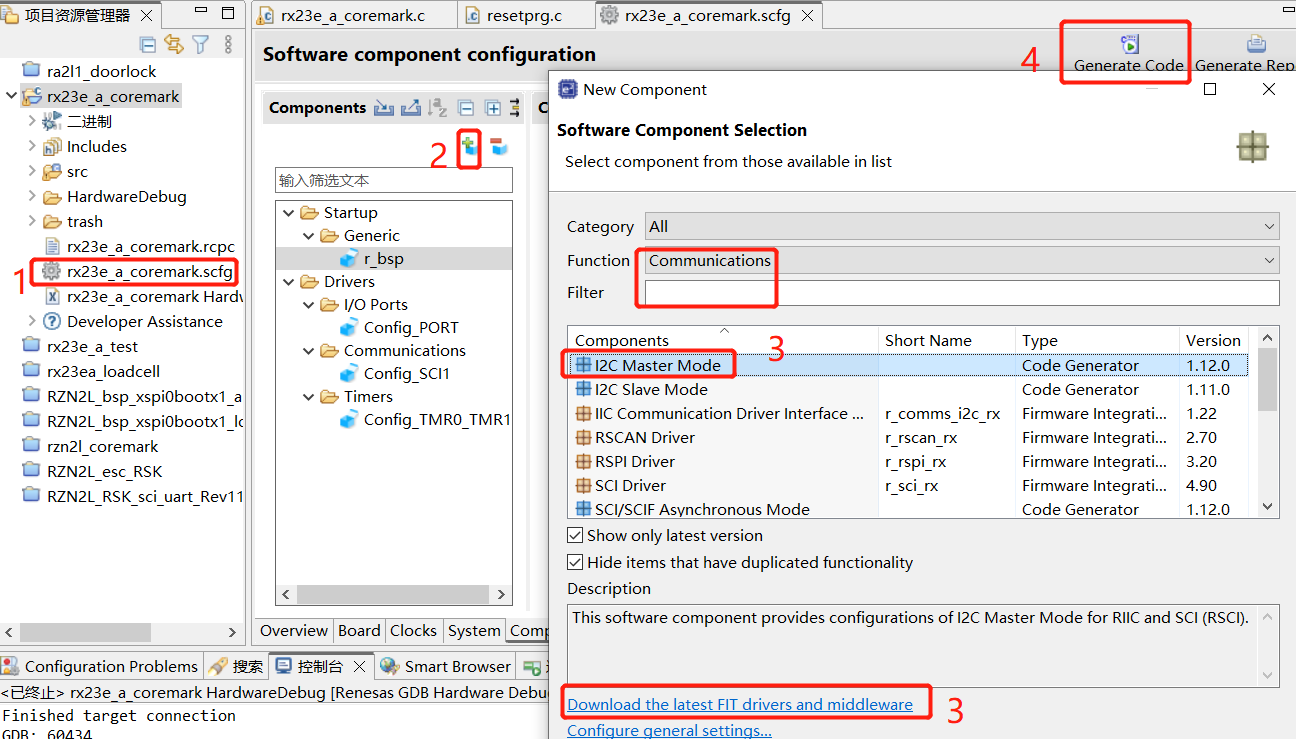 项目资源管理器
rx23e_a_coremark.c
resetprg.c
rx23e_a_coremark.scfg
Software component configuration
4
Generate Code
Generate Rep
ra2l1_doorlock
rx23e_a_coremark
二进制
Includes
src
HardwareDebug
trash
rx23e_a_coremark.rcpc
1
rx23e_a_coremark.scfg
rx23e_a_coremark Hardw
Developer Assistance
rx23e_a_test
rx23ea_loadcell
RZN2L_bsp_xspi0bootx1_a
RZN2L_bsp_xspi0bootx1_lo
rzn2l_coremark
RZN2L_esc_RSK
RZN2L_RSK_sci_uart_Rev11
Components
2
输入筛选文本
Startup
Generic
r_bsp
Drivers
I/O Ports
Config_PORT
Communications
Config_SCI1
Timers
Config_TMR0_TMR1
Overview Board Clocks System Comp
New Component
Software Component Selection
Select component from those available in list
Category All
Function Communications
Filter
Components Short Name Type Version
3
I2C Master Mode Code Generator 1.12.0
I2C Slave Mode Code Generator 1.11.0
IIC Communication Driver Interface ... r_comms_i2c_rx Firmware Integrati... 1.22
RSCAN Driver r_rscan_rx Firmware Integrati... 2.70
RSPI Driver r_rspi_rx Firmware Integrati... 3.20
SCI Driver r_sci_rx Firmware Integrati... 4.90
SCI/SCIF Asynchronous Mode Code Generator 1.12.0
Show only latest version
Hide items that have duplicated functionality
Description
This software component provides configurations of I2C Master Mode for RIIC and SCI (RSCI).
Download the latest FIT drivers and middleware
3
Configure general settings...
Configuration Problems 搜索 控制台 Smart Browser
<已终止> rx23e_a_coremark HardwareDebug [Renesas GDB Hardware Debu
Finished target connection
GDB: 60434